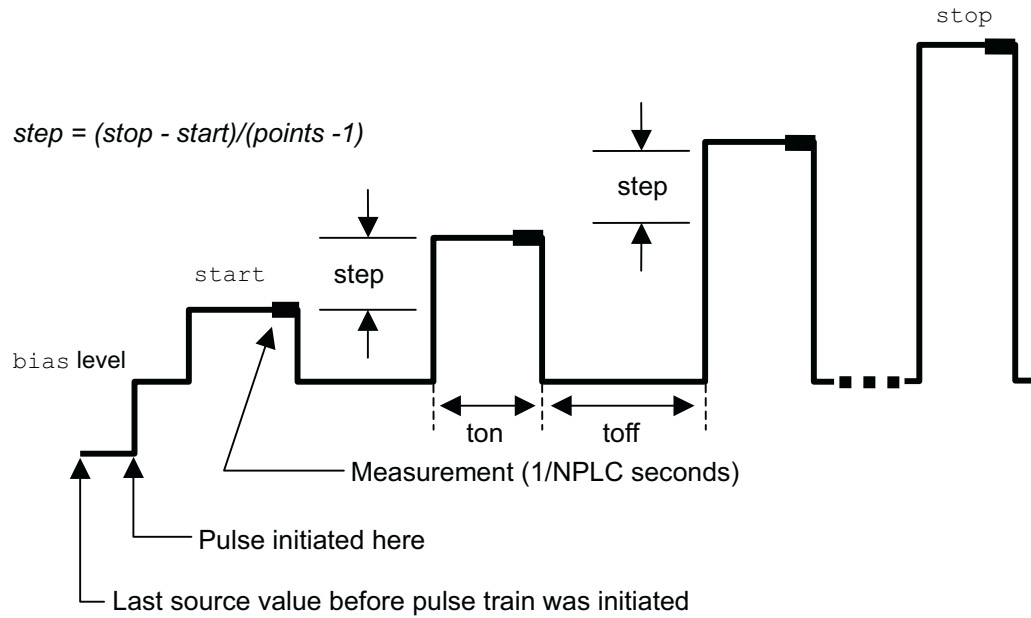 stop
step = (stop - start)/(points -1)
step
step
start
bias level
ton
toff
Measurement (1/NPLC seconds)
Pulse initiated here
Last source value before pulse train was initiated